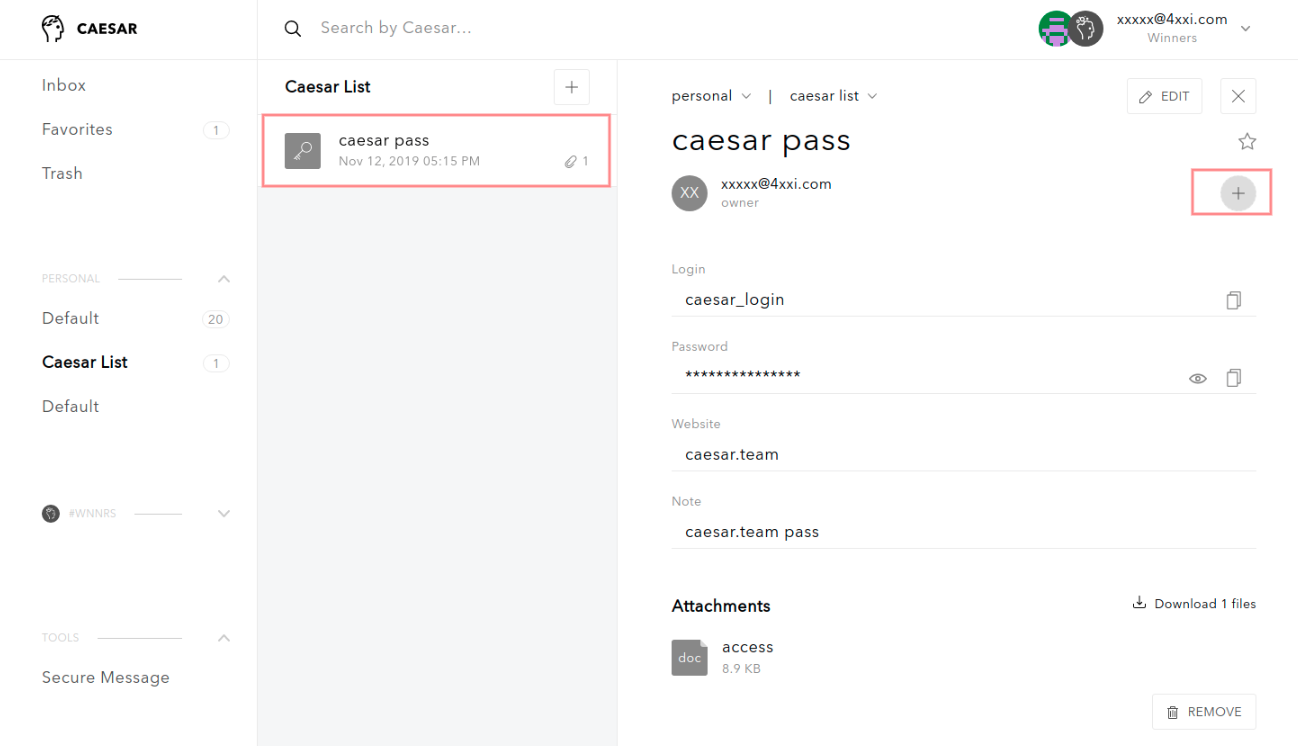 CAESAR
Search by Caesar...
xxxxx@4xxi.com
Winners
Inbox
Favorites 1
Trash
PERSONAL
Default 20
Caesar List 1
Default
#WNNRS
TOOLS
Secure Message
Caesar List
caesar pass
Nov 12, 2019 05:15 PM 1
personal | caesar list
EDIT
caesar pass
XX
xxxxx@4xxi.com
owner
Login
caesar_login
Password
***************
Website
caesar.team
Note
caesar.team pass
Attachments
Download 1 files
doc
access
8.9 KB
REMOVE